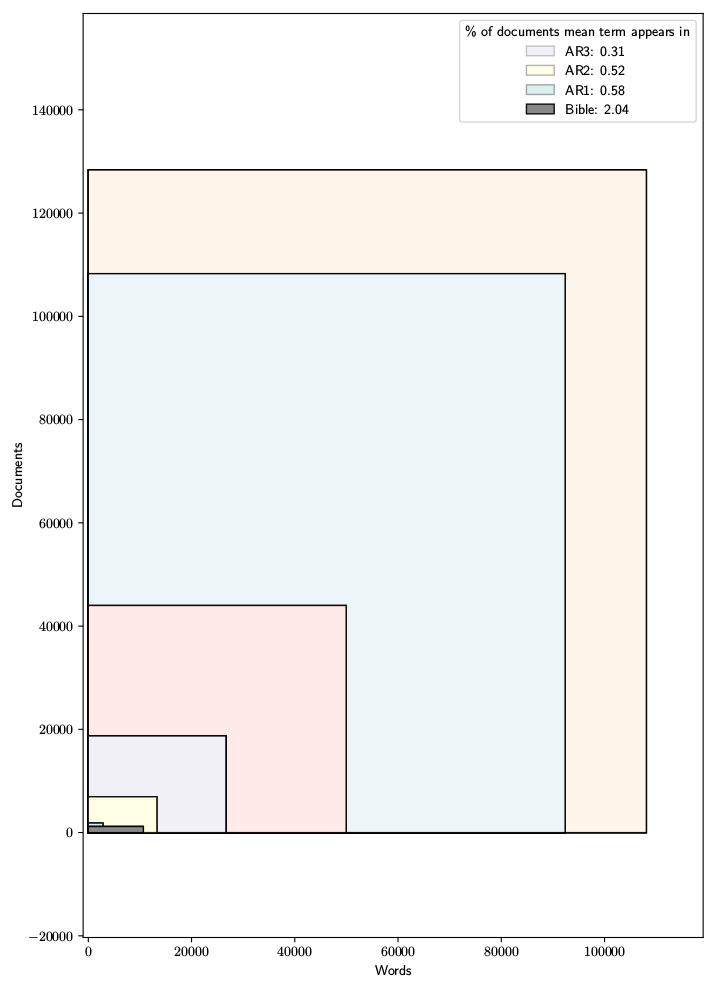 % of documents mean term appears in
AR3: 0.31
AR2: 0.52
AR1: 0.58
Bible: 2.04
140000
120000
100000
80000
60000
40000
20000
0
−20000
Documents
0 20000 40000 60000 80000 100000
Words